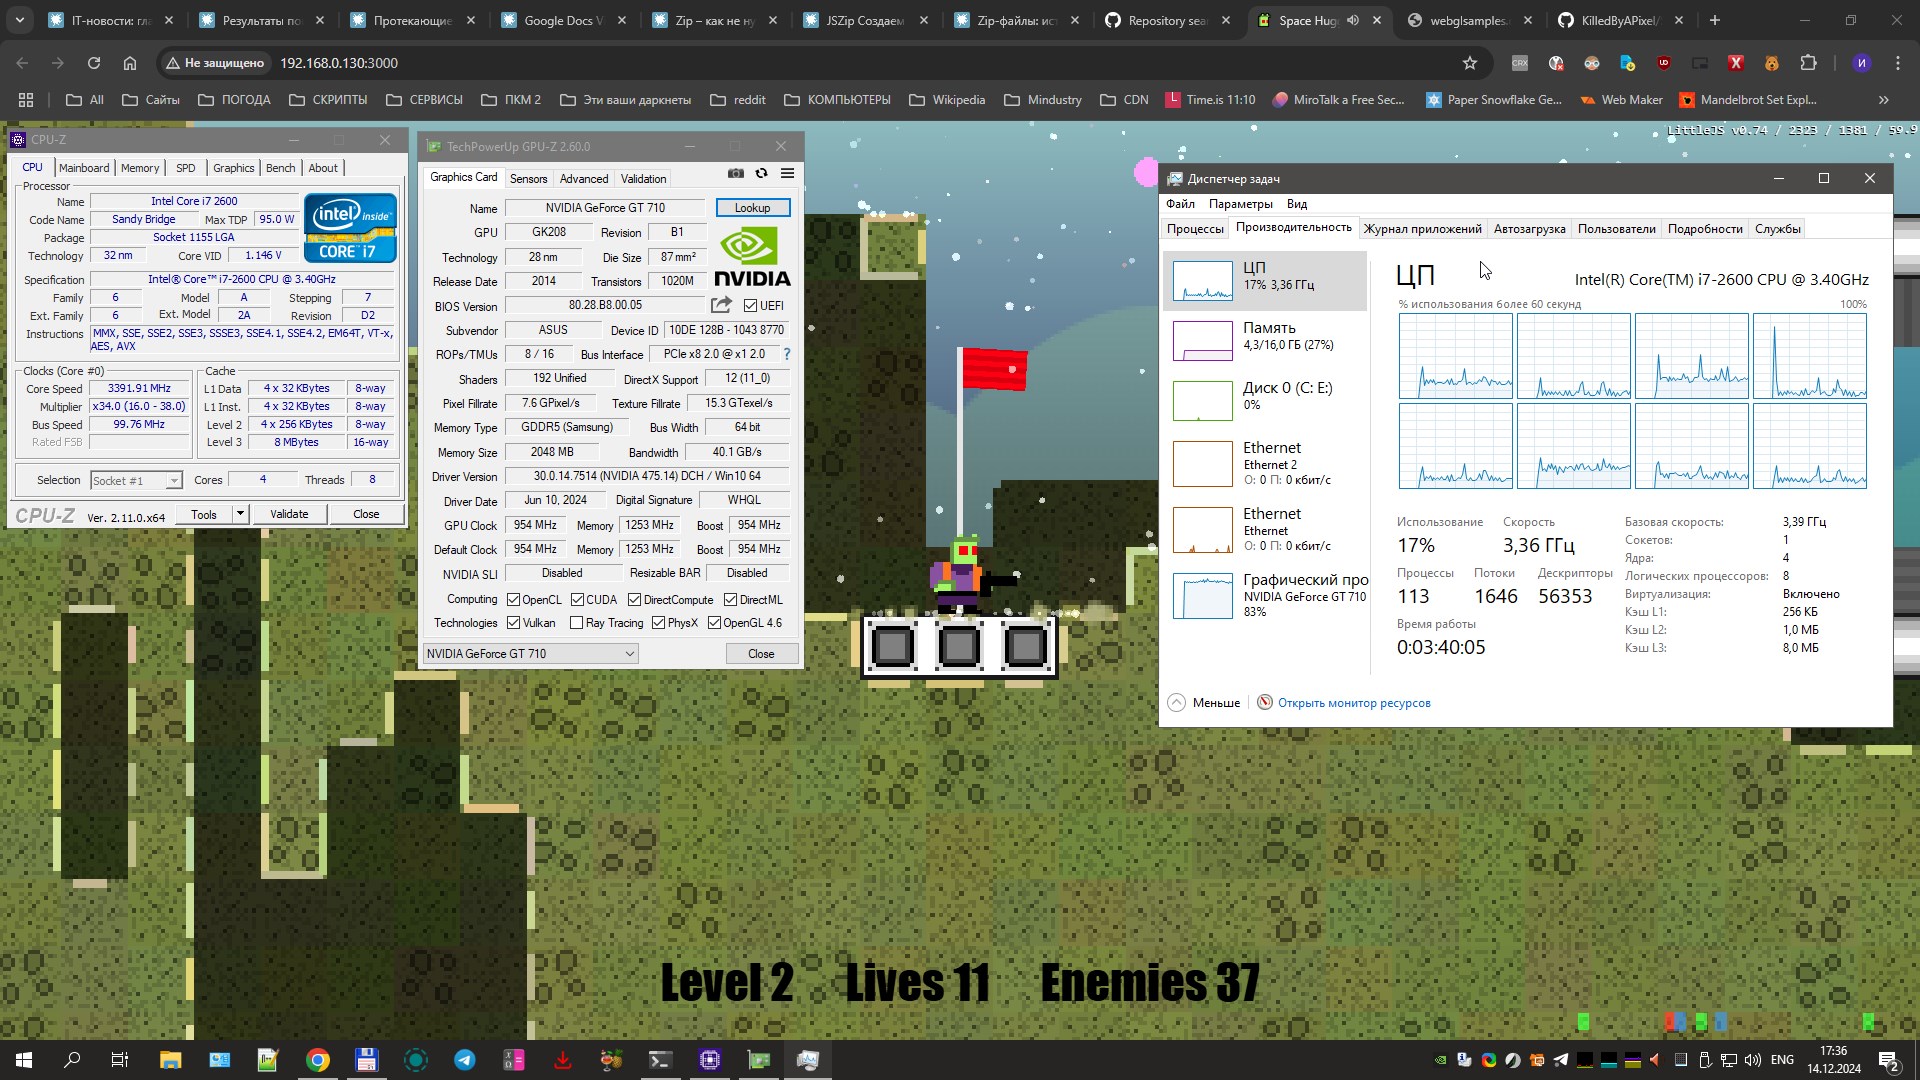 IT-новости: гла
Результаты по
Протекающие
Google Docs V
Zip – как не ну
JSZip Создаем
Zip-файлы: ис
Repository sea
Space Hug
webglsamples.
KilledByAPixel/
Не защищено
192.168.0.130:3000
All
Сайты
ПОГОДА
СКРИПТЫ
СЕРВИСЫ
ПКМ 2
Эти ваши даркнеты
reddit
КОМПЬЮТЕРЫ
Wikipedia
Mindustry
CDN
Time.is 11:10
MiroTalk a Free Sec...
Paper Snowflake Ge...
Web Maker
Mandelbrot Set Expl...
LittleJS v0.74 / 2323 / 1381 / 59.9
CPU-Z
CPU Mainboard Memory SPD Graphics Bench About
Processor
Name Intel Core i7 2600
Code Name Sandy Bridge Max TDP 95.0 W
Package Socket 1155 LGA
Technology 32 nm Core VID 1.146 V
intel inside
CORE i7
Specification Intel® Core™ i7-2600 CPU @ 3.40GHz
Family 6 Model A Stepping 7
Ext. Family 6 Ext. Model 2A Revision D2
Instructions MMX, SSE, SSE2, SSE3, SSSE3, SSE4.1, SSE4.2, EM64T, VT-x,
AES, AVX
Clocks (Core #0)
Core Speed 3391.91 MHz
Multiplier x34.0 (16.0 - 38.0)
Bus Speed 99.76 MHz
Rated FSB
Cache
L1 Data 4 x 32 KBytes 8-way
L1 Inst. 4 x 32 KBytes 8-way
Level 2 4 x 256 KBytes 8-way
Level 3 8 MBytes 16-way
Selection Socket #1 Cores 4 Threads 8
CPU-Z Ver. 2.11.0.x64 Tools Validate Close
TechPowerUp GPU-Z 2.60.0
Graphics Card Sensors Advanced Validation
Name NVIDIA GeForce GT 710 Lookup
GPU GK208 Revision B1
Technology 28 nm Die Size 87 mm²
Release Date 2014 Transistors 1020M
NVIDIA
BIOS Version 80.28.B8.00.05 UEFI
Subvendor ASUS Device ID 10DE 128B - 1043 8770
ROPs/TMUs 8 / 16 Bus Interface PCIe x8 2.0 @ x1 2.0 ?
Shaders 192 Unified DirectX Support 12 (11_0)
Pixel Fillrate 7.6 GPixel/s Texture Fillrate 15.3 GTexel/s
Memory Type GDDR5 (Samsung) Bus Width 64 bit
Memory Size 2048 MB Bandwidth 40.1 GB/s
Driver Version 30.0.14.7514 (NVIDIA 475.14) DCH / Win10 64
Driver Date Jun 10, 2024 Digital Signature WHQL
GPU Clock 954 MHz Memory 1253 MHz Boost 954 MHz
Default Clock 954 MHz Memory 1253 MHz Boost 954 MHz
NVIDIA SLI Disabled Resizable BAR Disabled
Computing OpenCL CUDA DirectCompute DirectML
Technologies Vulkan Ray Tracing PhysX OpenGL 4.6
NVIDIA GeForce GT 710 Close
Диспетчер задач
Файл Параметры Вид
Процессы Производительность Журнал приложений Автозагрузка Пользователи Подробности Службы
ЦП
17% 3,36 ГГц
Память
4,3/16,0 ГБ (27%)
Диск 0 (C: E:)
0%
Ethernet
Ethernet 2
О: 0 П: 0 кбит/с
Ethernet
Ethernet
О: 0 П: 0 кбит/с
Графический про
NVIDIA GeForce GT 710
83%
ЦП Intel(R) Core(TM) i7-2600 CPU @ 3.40GHz
% использования более 60 секунд 100%
Использование Скорость
17% 3,36 ГГц
Процессы Потоки Дескрипторы
113 1646 56353
Время работы
0:03:40:05
Базовая скорость: 3,39 ГГц
Сокетов: 1
Ядра: 4
Логических процессоров: 8
Виртуализация: Включено
Кэш L1: 256 КБ
Кэш L2: 1,0 МБ
Кэш L3: 8,0 МБ
Меньше
Открыть монитор ресурсов
Level 2 Lives 11 Enemies 37
ENG
17:36
14.12.2024
2